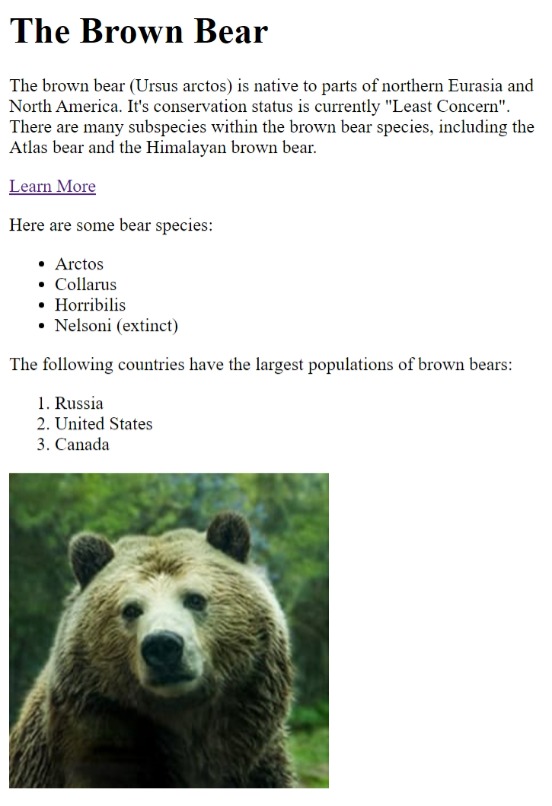 The Brown Bear
The brown bear (Ursus arctos) is native to parts of northern Eurasia and
North America. It's conservation status is currently "Least Concern".
There are many subspecies within the brown bear species, including the
Atlas bear and the Himalayan brown bear.
Learn More
Here are some bear species:
• Arctos
• Collarus
• Horribilis
• Nelsoni (extinct)
The following countries have the largest populations of brown bears:
1. Russia
2. United States
3. Canada